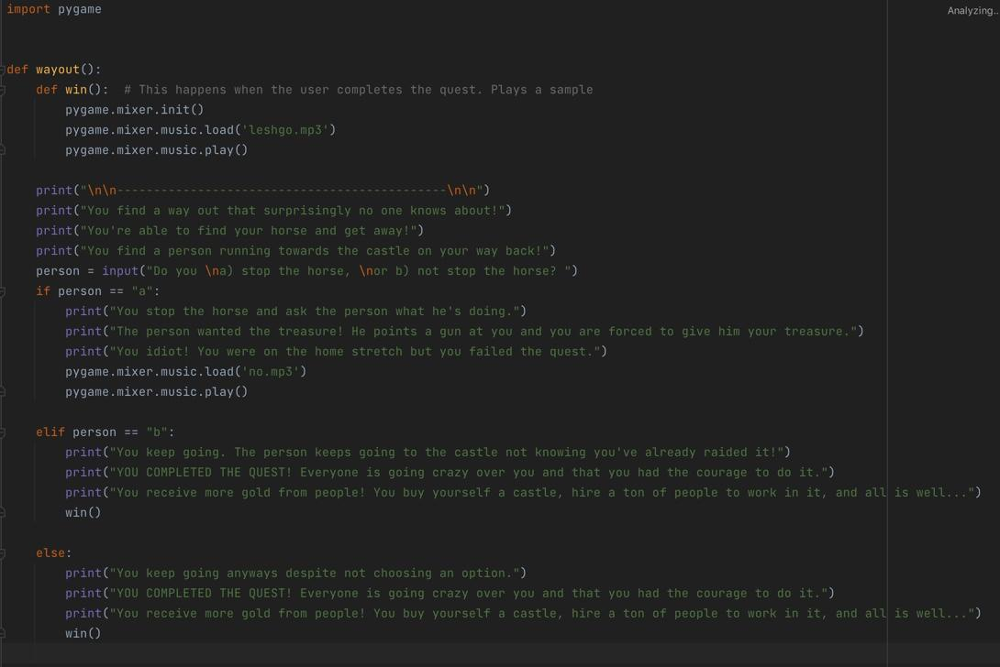 import pygame
Analyzing..
def wayout():
    def win():  # This happens when the user completes the quest. Plays a sample
        pygame.mixer.init()
        pygame.mixer.music.load('leshgo.mp3')
        pygame.mixer.music.play()
    print("\n\n---------------------------------------------\n\n")
    print("You find a way out that surprisingly no one knows about!")
    print("You're able to find your horse and get away!")
    print("You find a person running towards the castle on your way back!")
    person = input("Do you \na) stop the horse, \nor b) not stop the horse? ")
    if person == "a":
        print("You stop the horse and ask the person what he's doing.")
        print("The person wanted the treasure! He points a gun at you and you are forced to give him your treasure.")
        print("You idiot! You were on the home stretch but you failed the quest.")
        pygame.mixer.music.load('no.mp3')
        pygame.mixer.music.play()
    elif person == "b":
        print("You keep going. The person keeps going to the castle not knowing you've already raided it!")
        print("YOU COMPLETED THE QUEST! Everyone is going crazy over you and that you had the courage to do it.")
        print("You receive more gold from people! You buy yourself a castle, hire a ton of people to work in it, and all is well...")
        win()
    else:
        print("You keep going anyways despite not choosing an option.")
        print("YOU COMPLETED THE QUEST! Everyone is going crazy over you and that you had the courage to do it.")
        print("You receive more gold from people! You buy yourself a castle, hire a ton of people to work in it, and all is well...")
        win()